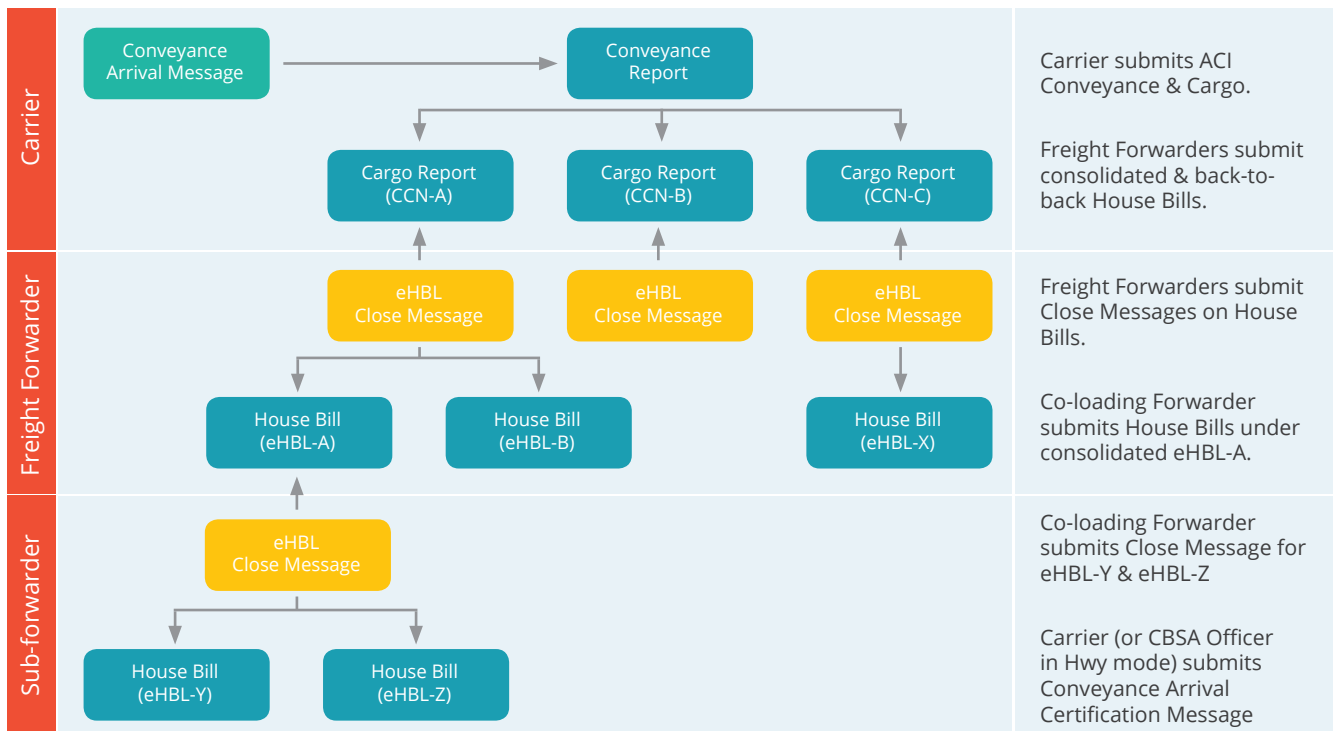 Carrier
Conveyance
Arrival Message
Conveyance
Report
Cargo Report
(CCN-A)
Cargo Report
(CCN-B)
Cargo Report
(CCN-C)
Carrier submits ACI
Conveyance & Cargo.
Freight Forwarders submit
consolidated & back-to-
back House Bills.
Freight Forwarder
eHBL
Close Message
eHBL
Close Message
eHBL
Close Message
House Bill
(eHBL-A)
House Bill
(eHBL-B)
House Bill
(eHBL-X)
Freight Forwarders submit
Close Messages on House
Bills.
Co-loading Forwarder
submits House Bills under
consolidated eHBL-A.
Sub-forwarder
eHBL
Close Message
House Bill
(eHBL-Y)
House Bill
(eHBL-Z)
Co-loading Forwarder
submits Close Message for
eHBL-Y & eHBL-Z
Carrier (or CBSA Officer
in Hwy mode) submits
Conveyance Arrival
Certification Message